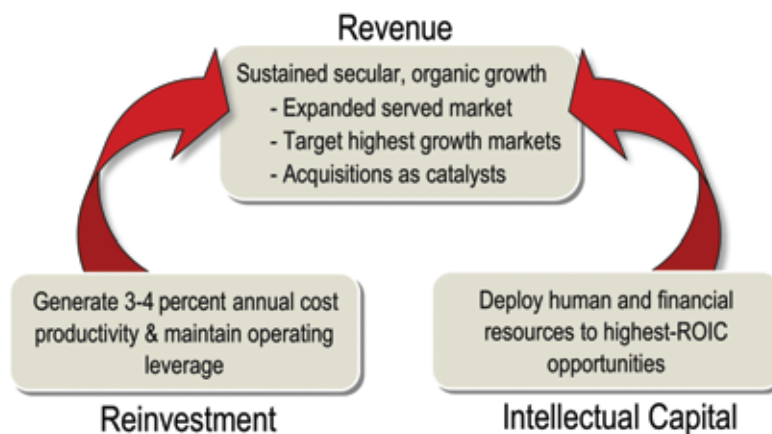 Revenue
Sustained secular, organic growth
- Expanded served market
- Target highest growth markets
- Acquisitions as catalysts
Generate 3-4 percent annual cost
productivity & maintain operating
leverage
Reinvestment
Deploy human and financial
resources to highest-ROIC
opportunities
Intellectual Capital